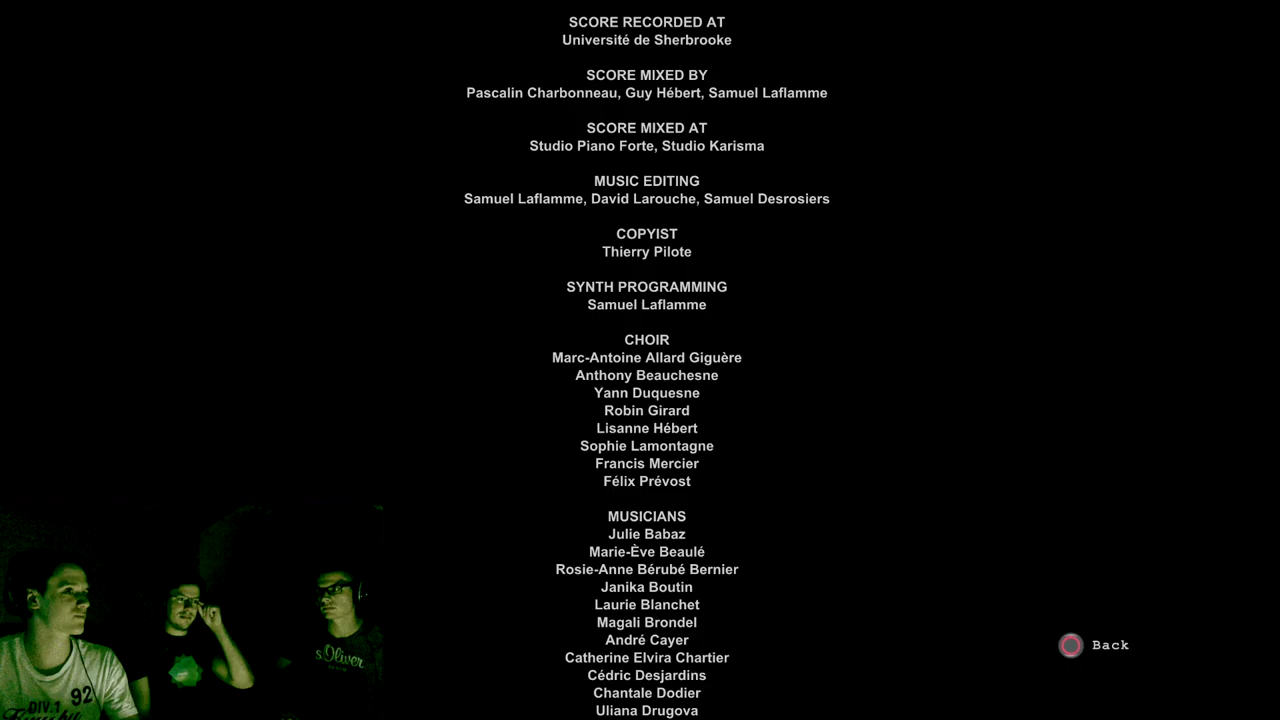 SCORE RECORDED AT
Université de Sherbrooke
SCORE MIXED BY
Pascalin Charbonneau, Guy Hébert, Samuel Laflamme
SCORE MIXED AT
Studio Piano Forte, Studio Karisma
MUSIC EDITING
Samuel Laflamme, David Larouche, Samuel Desrosiers
COPYIST
Thierry Pilote
SYNTH PROGRAMMING
Samuel Laflamme
CHOIR
Marc-Antoine Allard Giguère
Anthony Beauchesne
Yann Duquesne
Robin Girard
Lisanne Hébert
Sophie Lamontagne
Francis Mercier
Félix Prévost
MUSICIANS
Julie Babaz
Marie-Ève Beaulé
Rosie-Anne Bérubé Bernier
Janika Boutin
Laurie Blanchet
Magali Brondel
André Cayer
Catherine Elvira Chartier
Cédric Desjardins
Chantale Dodier
Uliana Drugova
Back
s.Oliver
DIV.1 92